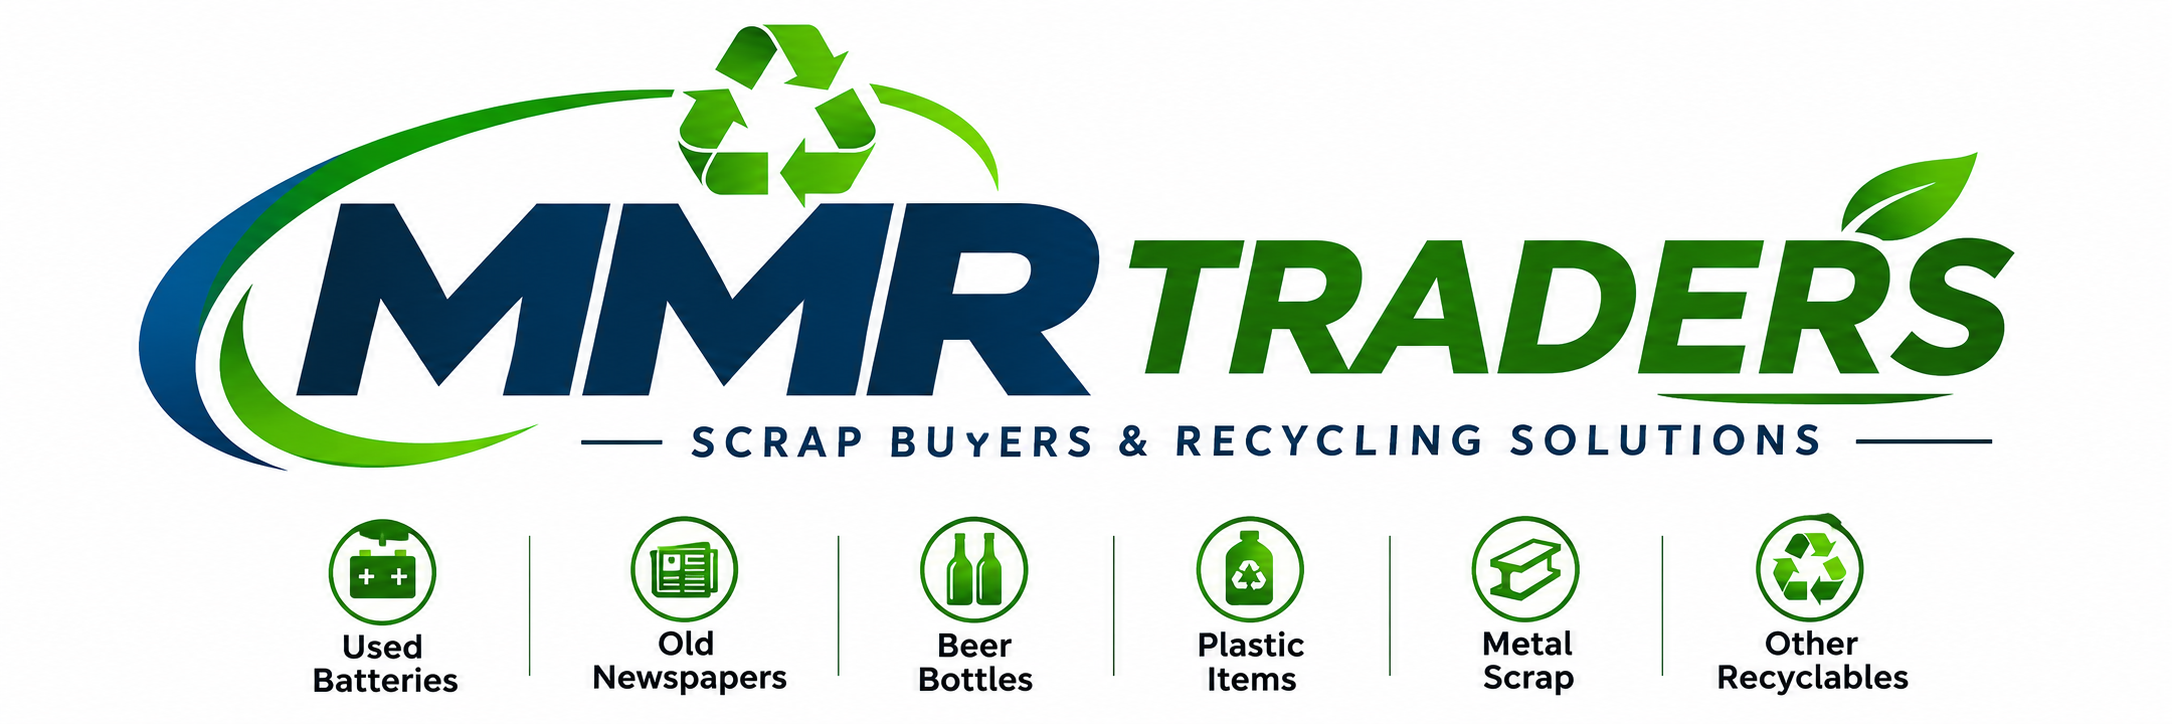 MMR TRADERS
SCRAP BUYERS & RECYCLING SOLUTIONS
Used
Batteries
Old
Newspapers
Beer
Bottles
Plastic
Items
Metal
Scrap
Other
Recyclables